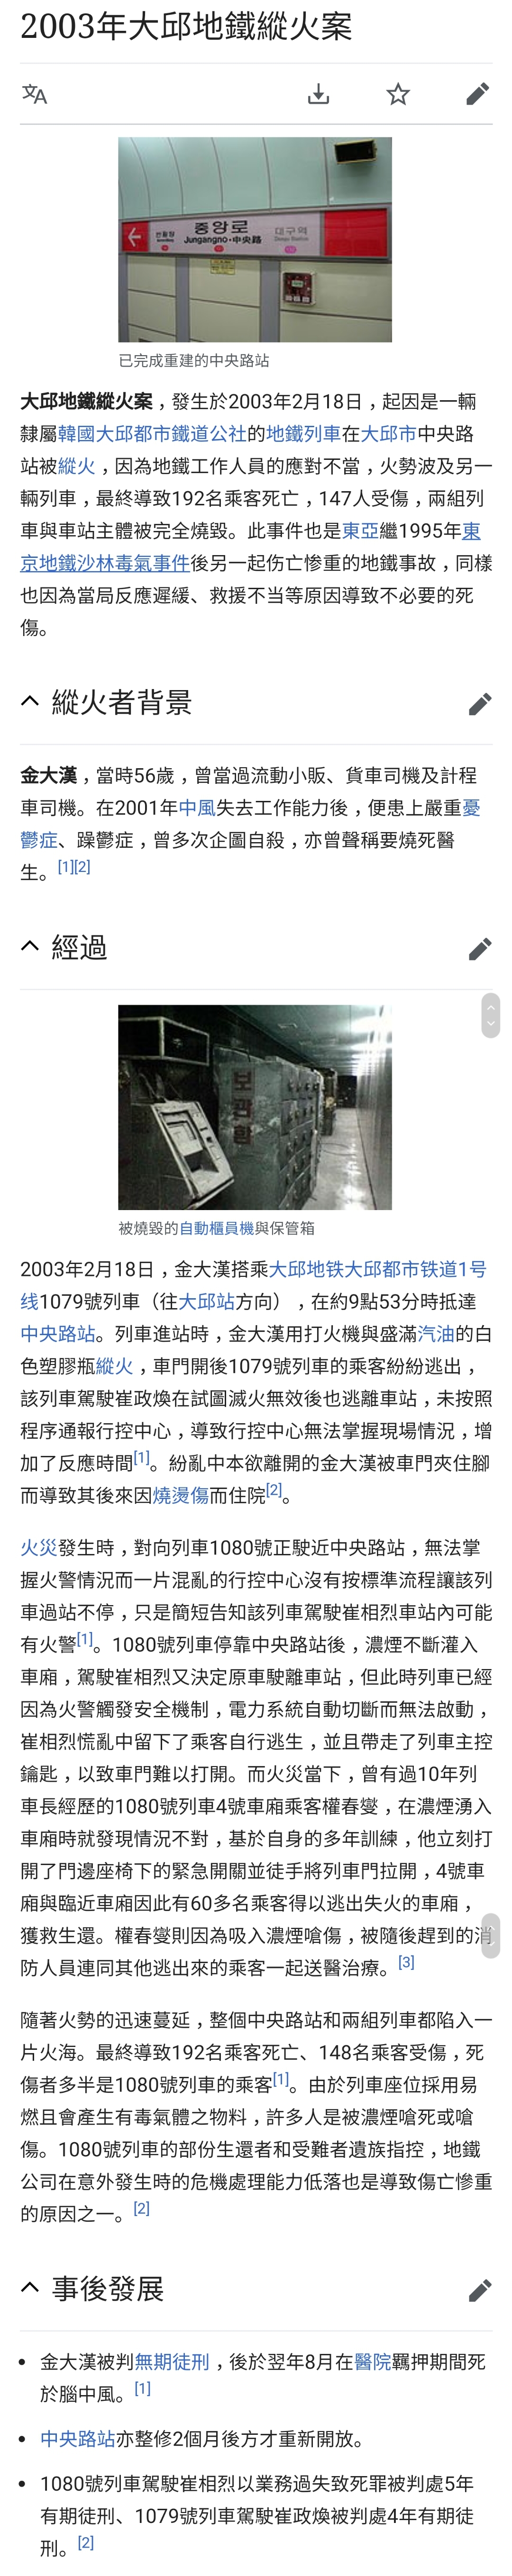 2003年大邱地鐵縱火案
文A
중앙로
Jungangno·中央路
대구역
已完成重建的中央路站
大邱地鐵縱火案，發生於2003年2月18日，起因是一輛
隸屬韓國大邱都市鐵道公社的地鐵列車在大邱市中央路
站被縱火，因為地鐵工作人員的應對不當，火勢波及另一
輛列車，最終導致192名乘客死亡，147人受傷，兩組列
車與車站主體被完全燒毀。此事件也是東亞繼1995年東
京地鐵沙林毒氣事件後另一起伤亡慘重的地鐵事故，同樣
也因為當局反應遲緩、救援不當等原因導致不必要的死
傷。
縱火者背景
金大漢，當時56歲，曾當過流動小販、貨車司機及計程
車司機。在2001年中風失去工作能力後，便患上嚴重憂
鬱症、躁鬱症，曾多次企圖自殺，亦曾聲稱要燒死醫
生。[1][2]
經過
보관함
被燒毀的自動櫃員機與保管箱
2003年2月18日，金大漢搭乘大邱地铁大邱都市铁道1号
线1079號列車（往大邱站方向），在約9點53分時抵達
中央路站。列車進站時，金大漢用打火機與盛滿汽油的白
色塑膠瓶縱火，車門開後1079號列車的乘客紛紛逃出，
該列車駕駛崔政煥在試圖滅火無效後也逃離車站，未按照
程序通報行控中心，導致行控中心無法掌握現場情況，增
加了反應時間[1]。紛亂中本欲離開的金大漢被車門夾住腳
而導致其後來因燒燙傷而住院[2]。
火災發生時，對向列車1080號正駛近中央路站，無法掌
握火警情況而一片混亂的行控中心沒有按標準流程讓該列
車過站不停，只是簡短告知該列車駕駛崔相烈車站內可能
有火警[1]。1080號列車停靠中央路站後，濃煙不斷灌入
車廂，駕駛崔相烈又決定原車駛離車站，但此時列車已經
因為火警觸發安全機制，電力系統自動切斷而無法啟動，
崔相烈慌亂中留下了乘客自行逃生，並且帶走了列車主控
鑰匙，以致車門難以打開。而火災當下，曾有過10年列
車長經歷的1080號列車4號車廂乘客權春燮，在濃煙湧入
車廂時就發現情況不對，基於自身的多年訓練，他立刻打
開了門邊座椅下的緊急開關並徒手將列車門拉開，4號車
廂與臨近車廂因此有60多名乘客得以逃出失火的車廂，
獲救生還。權春燮則因為吸入濃煙嗆傷，被隨後趕到的消
防人員連同其他逃出來的乘客一起送醫治療。[3]
隨著火勢的迅速蔓延，整個中央路站和兩組列車都陷入一
片火海。最終導致192名乘客死亡、148名乘客受傷，死
傷者多半是1080號列車的乘客[1]。由於列車座位採用易
燃且會產生有毒氣體之物料，許多人是被濃煙嗆死或嗆
傷。1080號列車的部份生還者和受難者遺族指控，地鐵
公司在意外發生時的危機處理能力低落也是導致傷亡慘重
的原因之一。[2]
事後發展
• 金大漢被判無期徒刑，後於翌年8月在醫院羈押期間死
於腦中風。[1]
• 中央路站亦整修2個月後方才重新開放。
• 1080號列車駕駛崔相烈以業務過失致死罪被判處5年
有期徒刑、1079號列車駕駛崔政煥被判處4年有期徒
刑。[2]